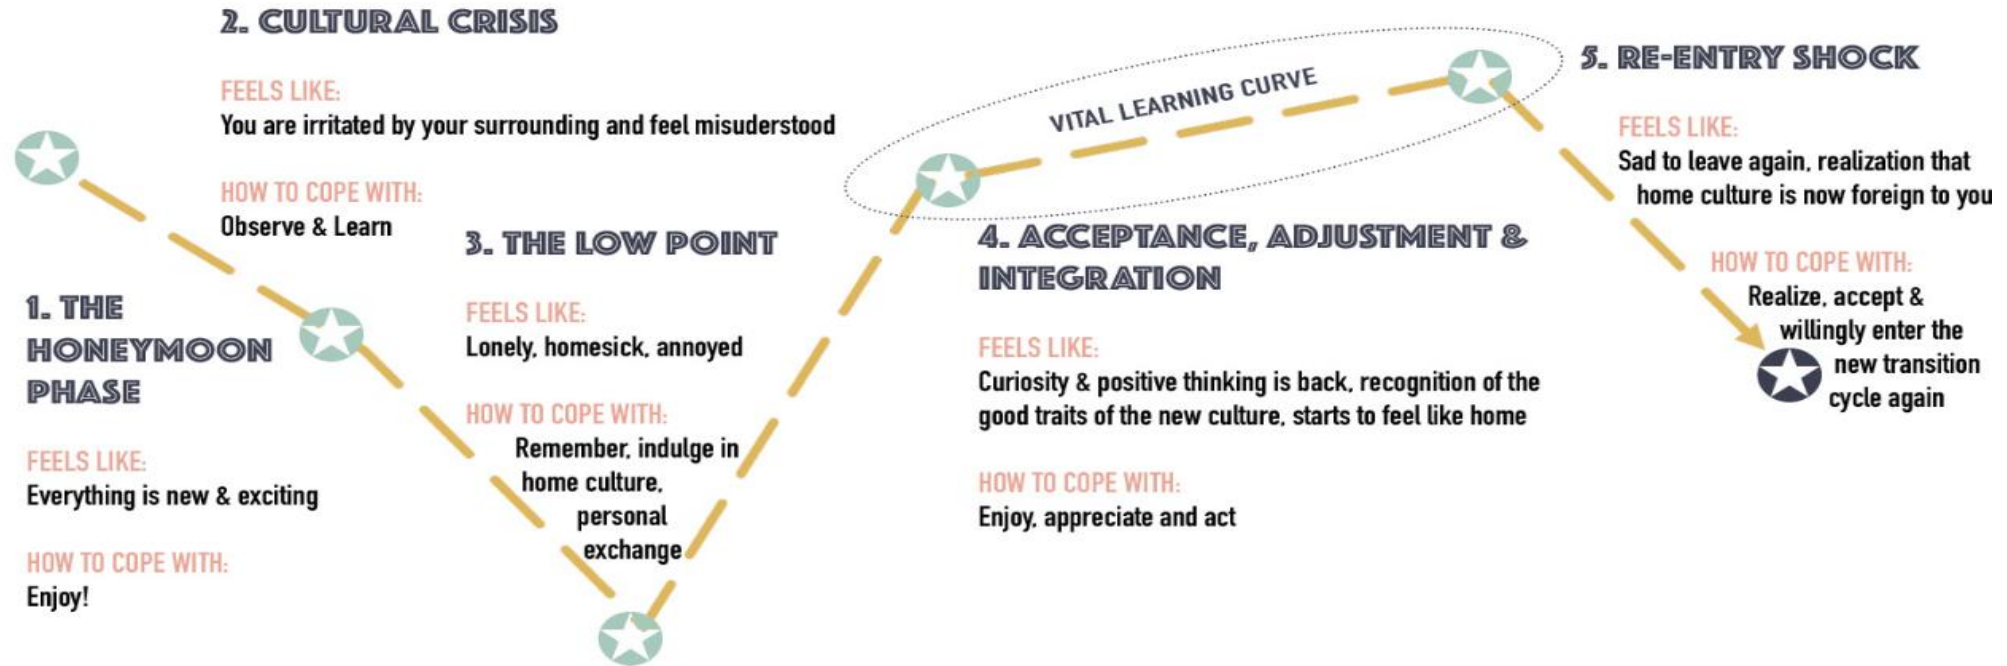 1. THE
HONEYMOON
PHASE
FEELS LIKE:
Everything is new & exciting
HOW TO COPE WITH:
Enjoy!
2. CULTURAL CRISIS
FEELS LIKE:
You are irritated by your surrounding and feel misuderstood
HOW TO COPE WITH:
Observe & Learn
3. THE LOW POINT
FEELS LIKE:
Lonely, homesick, annoyed
HOW TO COPE WITH:
Remember, indulge in
home culture,
personal
exchange
VITAL LEARNING CURVE
4. ACCEPTANCE, ADJUSTMENT &
INTEGRATION
FEELS LIKE:
Curiosity & positive thinking is back, recognition of the
good traits of the new culture, starts to feel like home
HOW TO COPE WITH:
Enjoy, appreciate and act
5. RE-ENTRY SHOCK
FEELS LIKE:
Sad to leave again, realization that
home culture is now foreign to you
HOW TO COPE WITH:
Realize, accept &
willingly enter the
new transition
cycle again